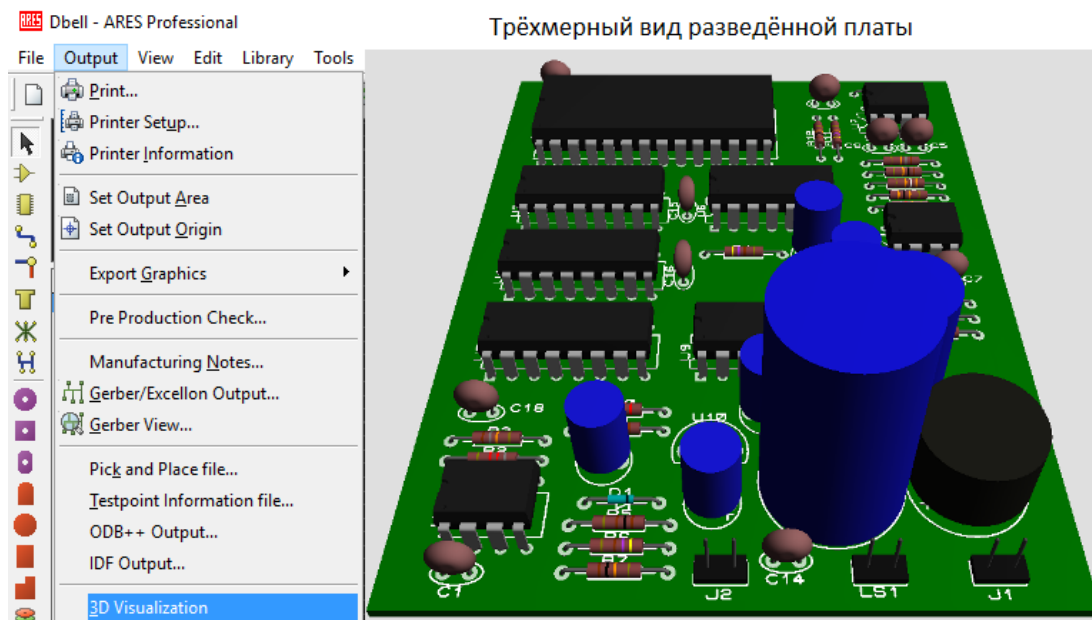 ARES Dbell - ARES Professional
Трёхмерный вид разведённой платы
File Output View Edit Library Tools
Print...
Printer Setup...
Printer Information
Set Output Area
Set Output Origin
Export Graphics
Pre Production Check...
Manufacturing Notes...
Gerber/Excellon Output...
Gerber View...
Pick and Place file...
Testpoint Information file...
ODB++ Output...
IDF Output...
3D Visualization
C7
C18
U10
C1
J2
C14
LS1
J1